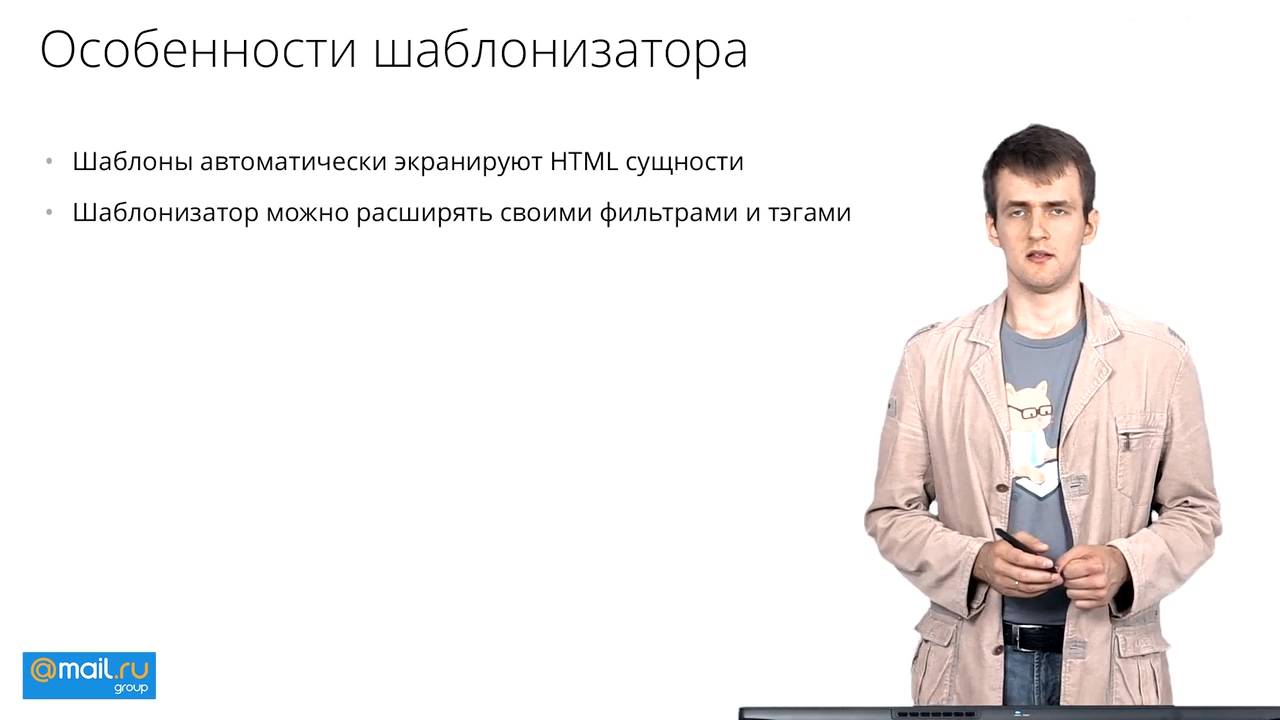 Особенности шаблонизатора
• Шаблоны автоматически экранируют HTML сущности
• Шаблонизатор можно расширять своими фильтрами и тэгами
@mail.ru
group